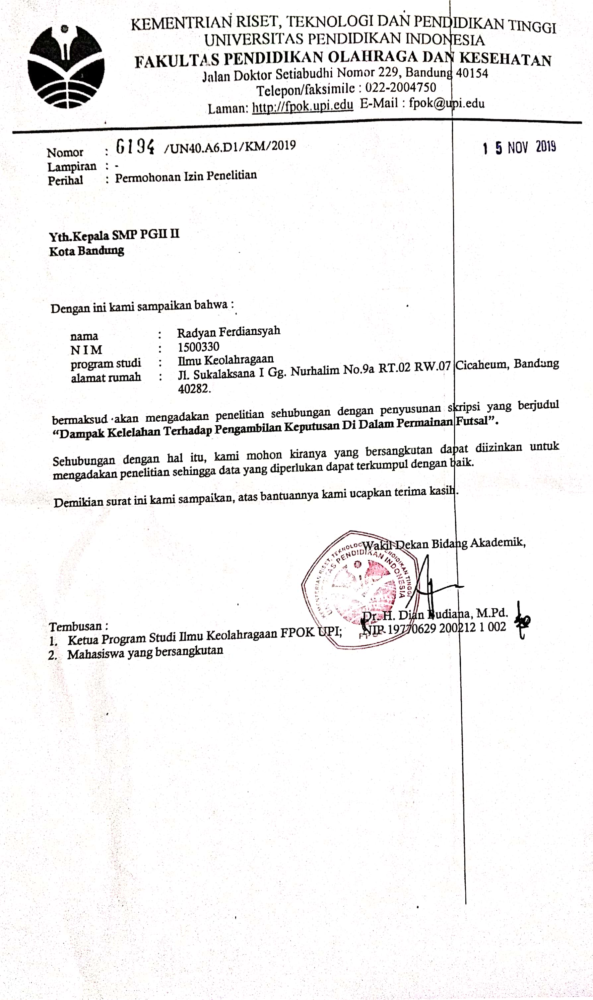 KEMENTRIAN RISET, TEKNOLOGI DAN PENDIDIKAN TINGGI
UNIVERSITAS PENDIDIKAN INDONESIA
FAKULTAS PENDIDIKAN OLAHRAGA DAN KESEHATAN
Jalan Doktor Setiabudhi Nomor 229, Bandung 40154
Telepon/faksimile : 022-2004750
Laman: http://fpok.upi.edu E-Mail : fpok@upi.edu
Nomor : 6194 /UN40.A6.D1/KM/2019
15 NOV 2019
Lampiran : -
Perihal : Permohonan Izin Penelitian
Yth.Kepala SMP PGII II
Kota Bandung
Dengan ini kami sampaikan bahwa :
nama : Radyan Ferdiansyah
N I M : 1500330
program studi : Ilmu Keolahragaan
alamat rumah : Jl. Sukalaksana I Gg. Nurhalim No.9a RT.02 RW.07 Cicaheum, Bandung
40282.
bermaksud akan mengadakan penelitian sehubungan dengan penyusunan skripsi yang berjudul
“Dampak Kelelahan Terhadap Pengambilan Keputusan Di Dalam Permainan Futsal”.
Sehubungan dengan hal itu, kami mohon kiranya yang bersangkutan dapat diizinkan untuk
mengadakan penelitian sehingga data yang diperlukan dapat terkumpul dengan baik.
Demikian surat ini kami sampaikan, atas bantuannya kami ucapkan terima kasih.
Wakil Dekan Bidang Akademik,
PENDIDIKAN TINGGI
PENDIDIKAN INDONESIA
Dr. H. Dian Budiana, M.Pd.
NIP 19770629 200212 1 002
Tembusan :
1. Ketua Program Studi Ilmu Keolahragaan FPOK UPI;
2. Mahasiswa yang bersangkutan